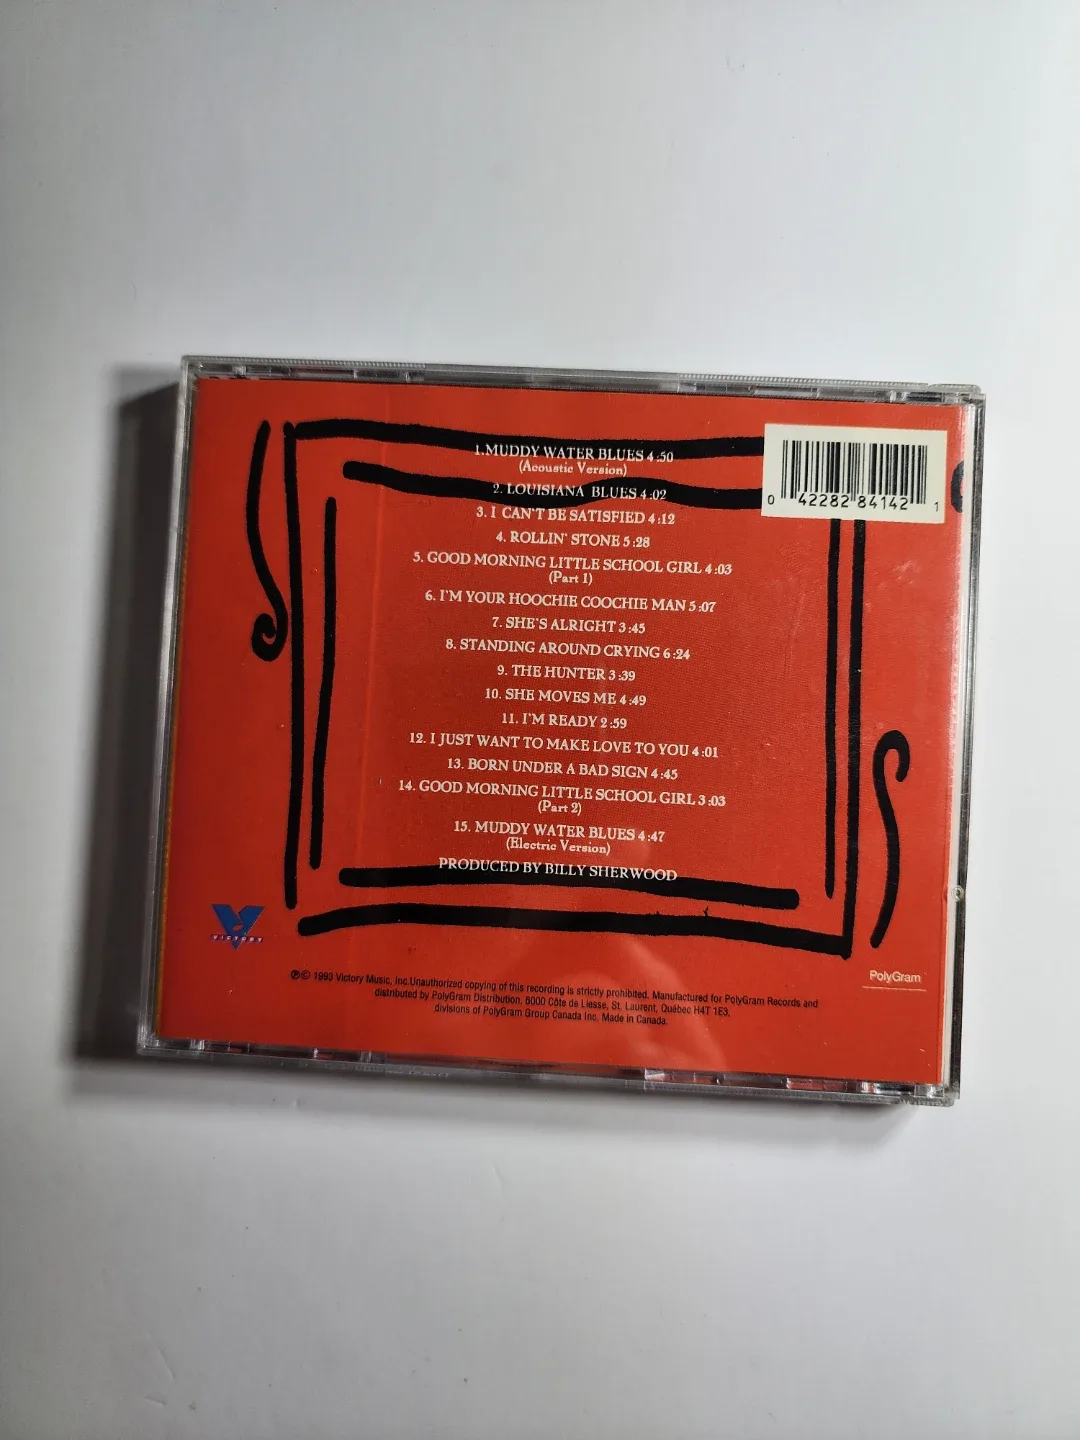 1. MUDDY WATER BLUES 4:50
(Acoustic Version)
2. LOUISIANA BLUES 4:02
3. I CAN'T BE SATISFIED 4:12
4. ROLLIN' STONE 5:28
5. GOOD MORNING LITTLE SCHOOL GIRL 4:03
(Part 1)
6. I'M YOUR HOOCHIE COOCHIE MAN 5:07
7. SHE'S ALRIGHT 3:45
8. STANDING AROUND CRYING 6:24
9. THE HUNTER 3:39
10. SHE MOVES ME 4:49
11. I'M READY 2:59
12. I JUST WANT TO MAKE LOVE TO YOU 4:01
13. BORN UNDER A BAD SIGN 4:45
14. GOOD MORNING LITTLE SCHOOL GIRL 3:03
(Part 2)
15. MUDDY WATER BLUES 4:47
(Electric Version)
PRODUCED BY BILLY SHERWOOD
0 42282 84142 1
VICTORY
PolyGram
℗© 1993 Victory Music, Inc. Unauthorized copying of this recording is strictly prohibited. Manufactured for PolyGram Records and
distributed by PolyGram Distribution, 6000 Côte de Liesse, St. Laurent, Québec H4T 1E3,
divisions of PolyGram Group Canada Inc. Made in Canada.